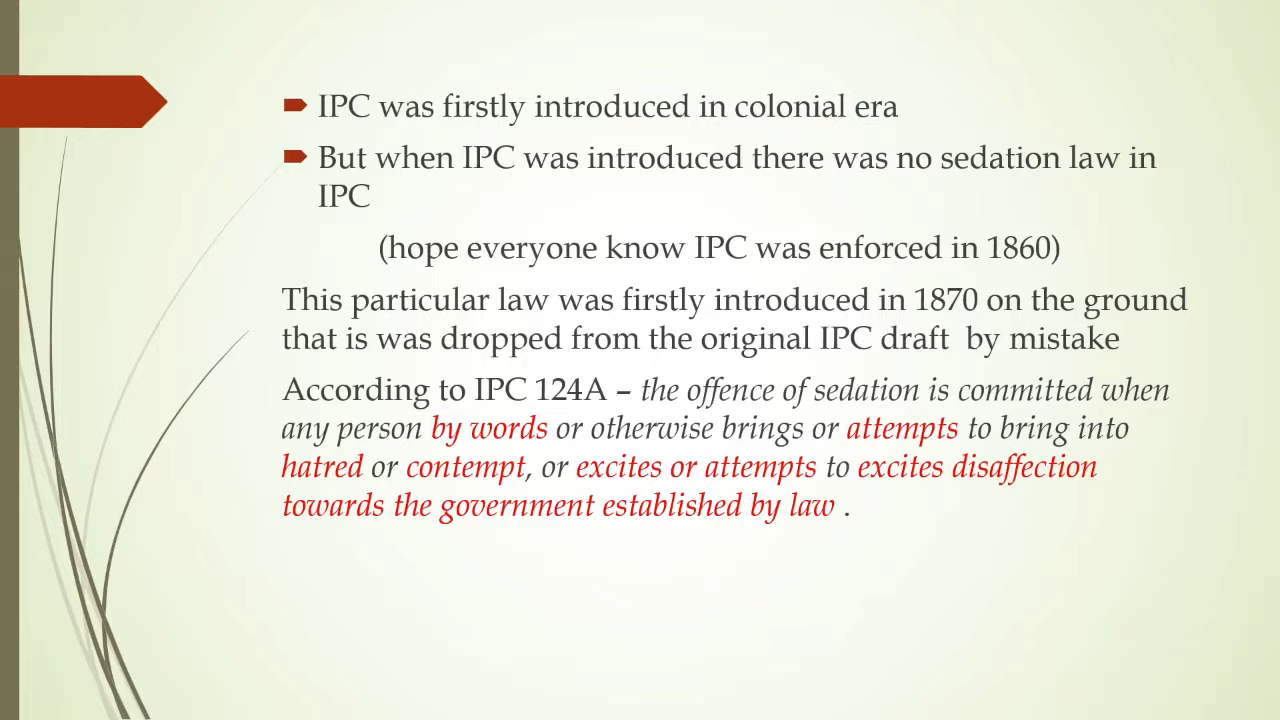 IPC was firstly introduced in colonial era
But when IPC was introduced there was no sedation law in
IPC
(hope everyone know IPC was enforced in 1860)
This particular law was firstly introduced in 1870 on the ground
that is was dropped from the original IPC draft  by mistake
According to IPC 124A – the offence of sedation is committed when
any person by words or otherwise brings or attempts to bring into
hatred or contempt, or excites or attempts to excites disaffection
towards the government established by law .